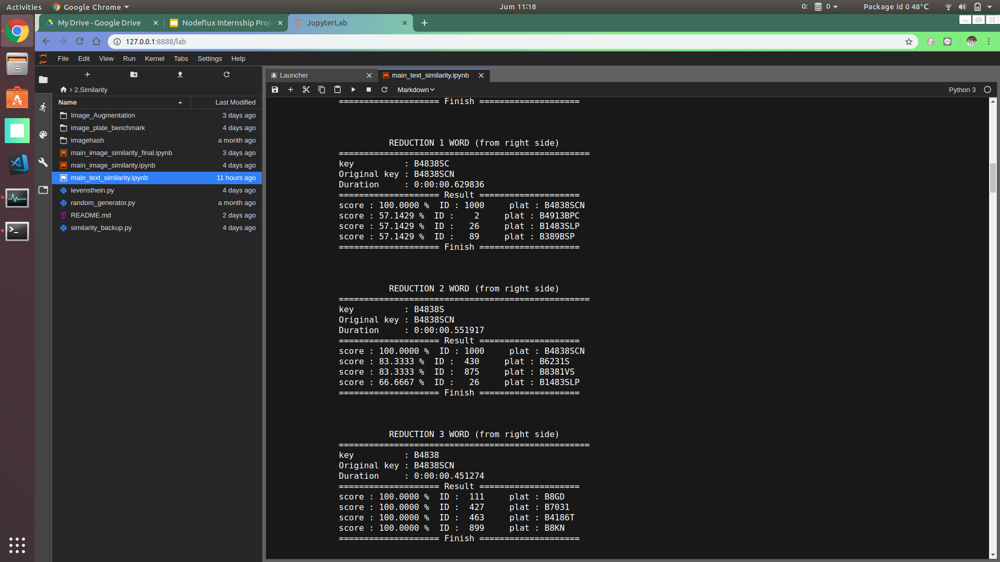 Activities Google Chrome Jum 11:18 0: 0 Package id 0 48°C
My Drive - Google Drive Nodeflux Internship Proje JupyterLab
127.0.0.1:8888/lab
File Edit View Run Kernel Tabs Settings Help
Launcher main_text_similarity.ipynb
2.Similarity
Markdown Python 3
Name Last Modified
Image_Augmentation 3 days ago
image_plate_benchmark 4 days ago
imagehash a month ago
main_image_similarity_final.ipynb 3 days ago
main_image_similarity.ipynb 4 days ago
main_text_similarity.ipynb 11 hours ago
levensthein.py 4 days ago
random_generator.py a month ago
README.md 2 days ago
similarity_backup.py 4 days ago
==================== Finish ====================
REDUCTION 1 WORD (from right side)
==================================================
key : B4838SC
Original key : B4838SCN
Duration : 0:00:00.629836
==================== Result ====================
score : 100.0000 % ID : 1000 plat : B4838SCN
score : 57.1429 % ID : 2 plat : B4913BPC
score : 57.1429 % ID : 26 plat : B1483SLP
score : 57.1429 % ID : 89 plat : B389BSP
==================== Finish ====================
REDUCTION 2 WORD (from right side)
==================================================
key : B4838S
Original key : B4838SCN
Duration : 0:00:00.551917
==================== Result ====================
score : 100.0000 % ID : 1000 plat : B4838SCN
score : 83.3333 % ID : 430 plat : B6231S
score : 83.3333 % ID : 875 plat : B8381VS
score : 66.6667 % ID : 26 plat : B1483SLP
==================== Finish ====================
REDUCTION 3 WORD (from right side)
==================================================
key : B4838
Original key : B4838SCN
Duration : 0:00:00.451274
==================== Result ====================
score : 100.0000 % ID : 111 plat : B8GD
score : 100.0000 % ID : 427 plat : B7031
score : 100.0000 % ID : 463 plat : B4186T
score : 100.0000 % ID : 899 plat : B8KN
==================== Finish ====================